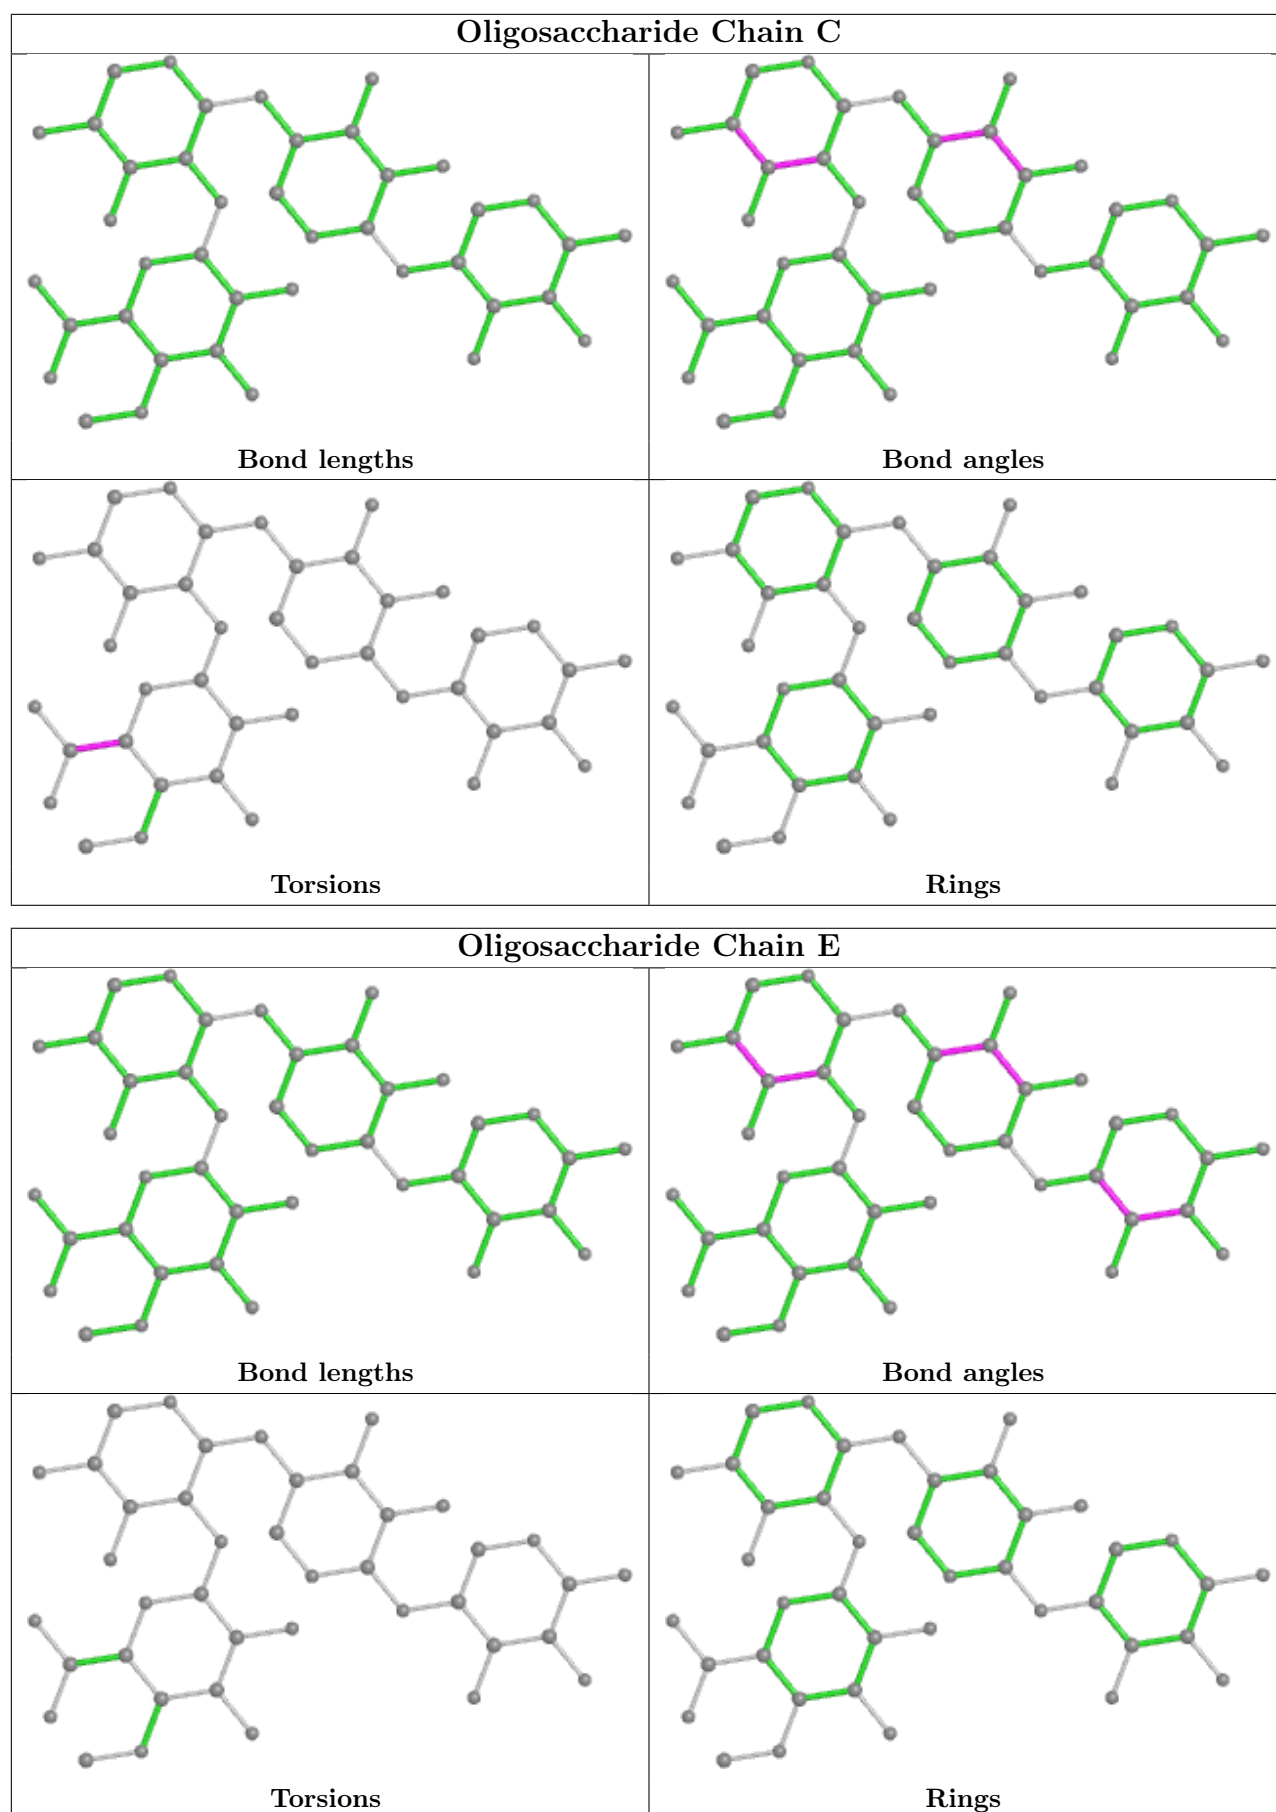 Oligosaccharide Chain C
Bond lengths
Bond angles
Torsions
Rings
Oligosaccharide Chain E
Bond lengths
Bond angles
Torsions
Rings